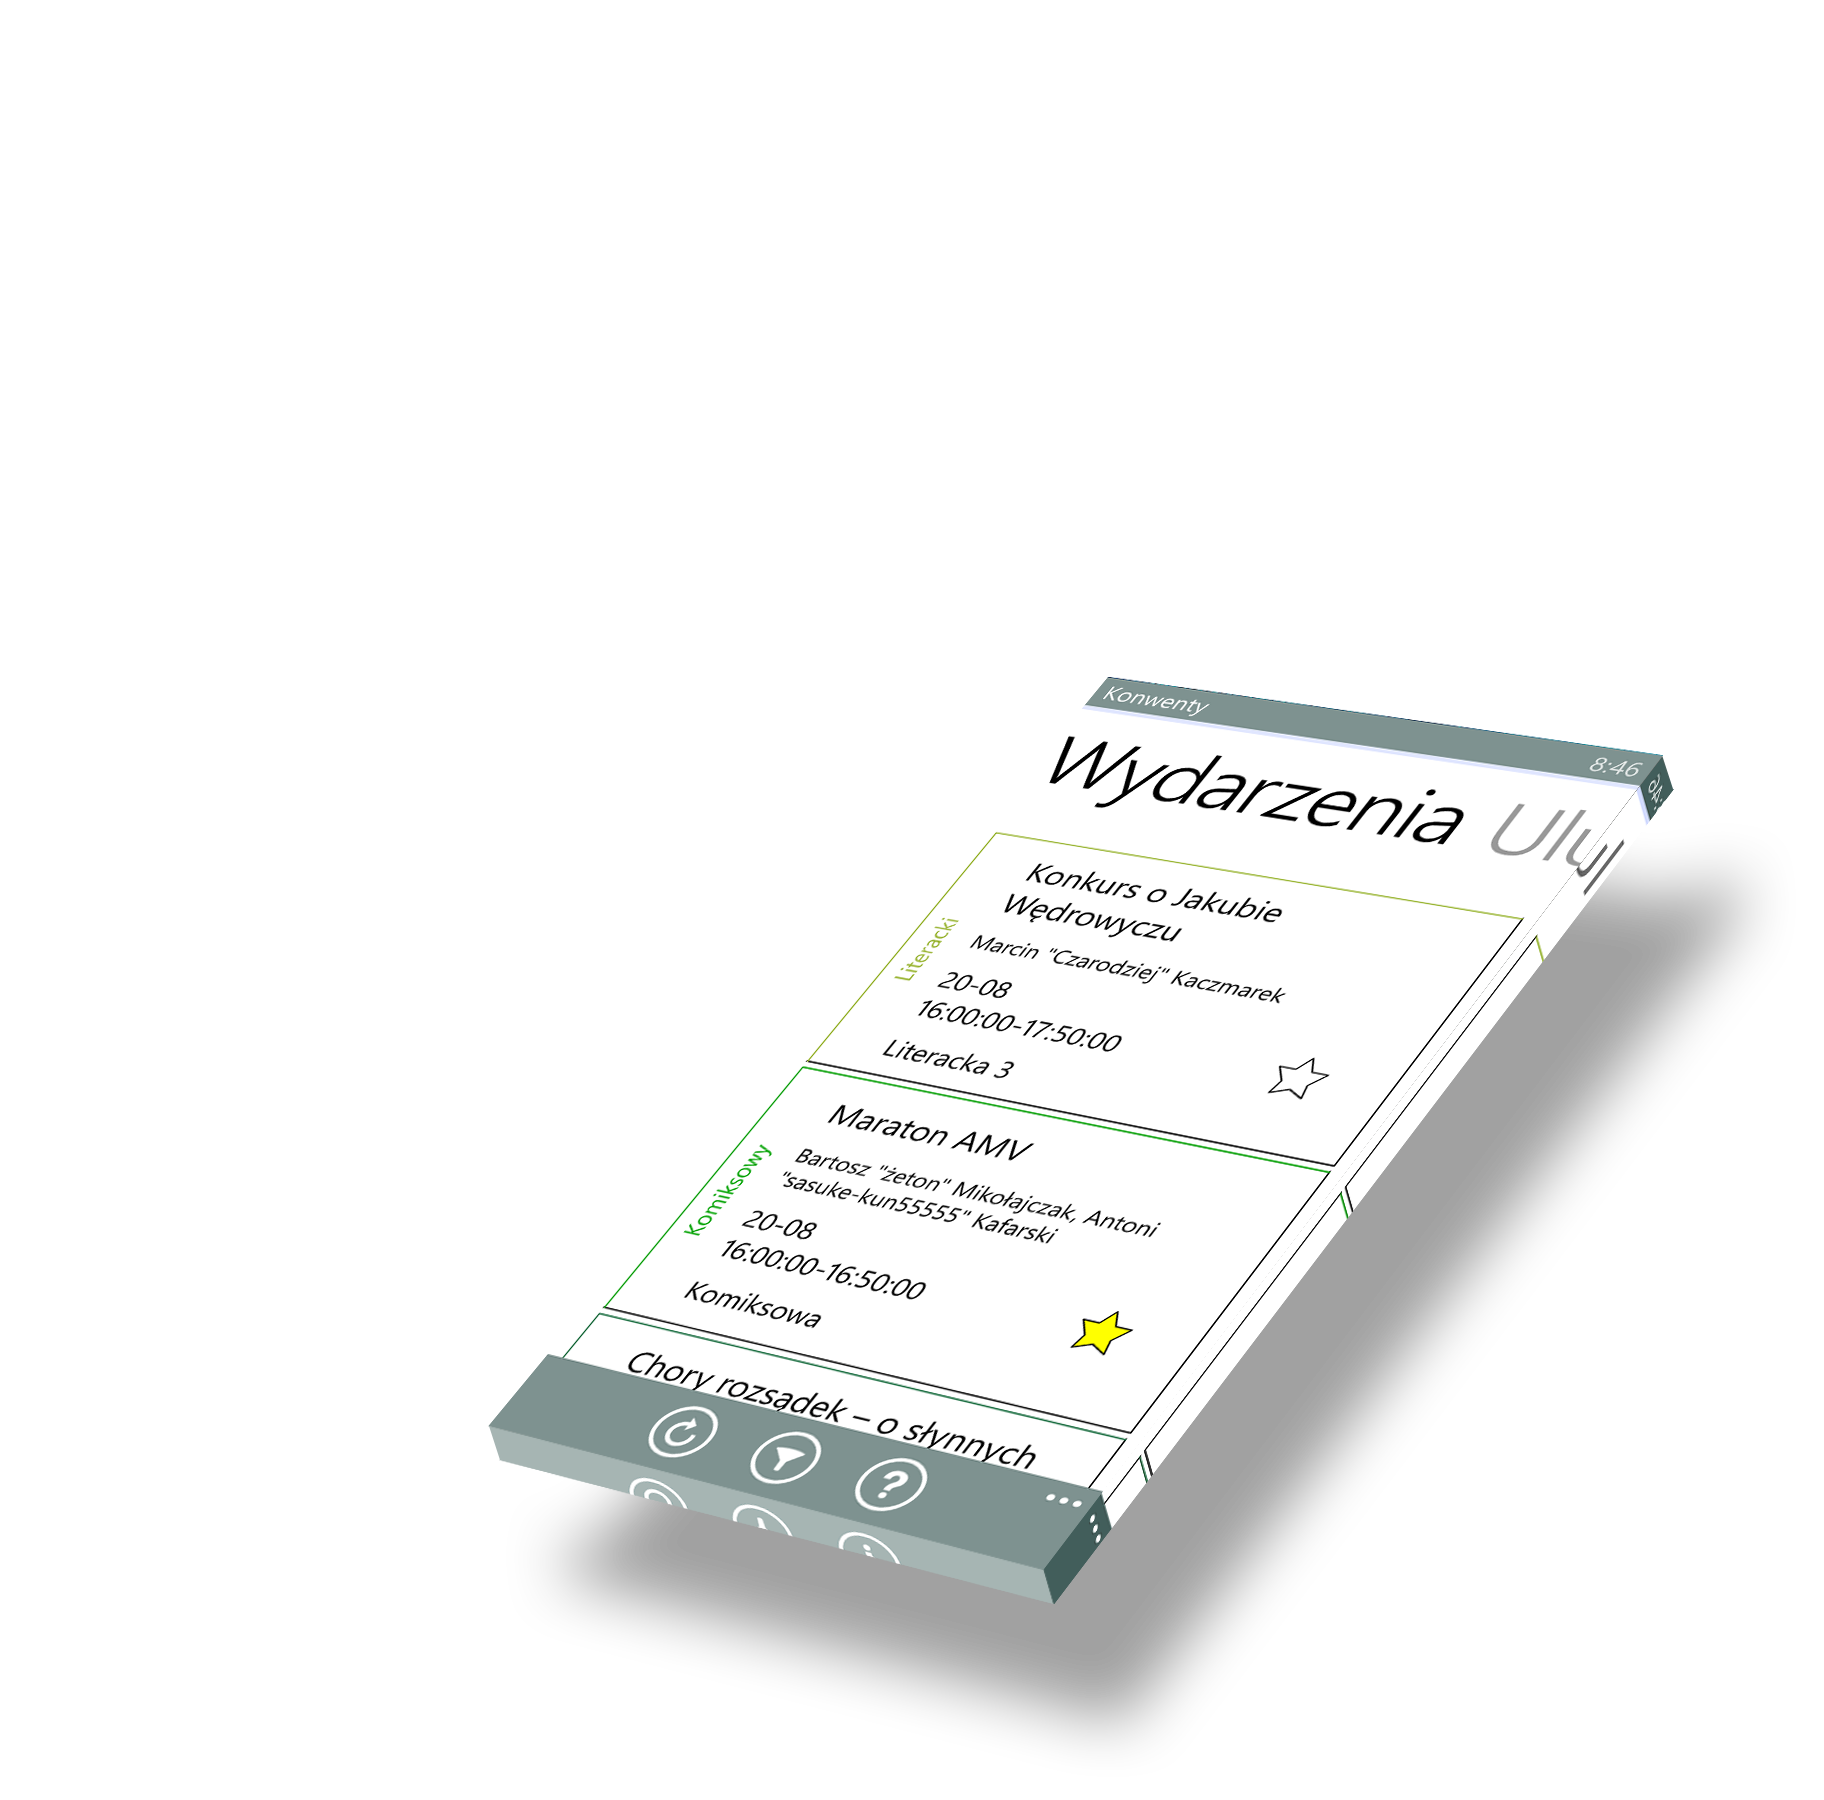 Konwenty
8:46
Wydarzenia
Konkurs o Jakubie
Wędrowyczu
Marcin "Czarodziej" Kaczmarek
Literacki
20-08
16:00:00-17:50:00
Literacka 3
Maraton AMV
Bartosz "żeton" Mikołajczak, Antoni
"sasuke-kun55555" Kafarski
Komiksowy
20-08
16:00:00-16:50:00
Komiksowa
Chory rozsądek – o słynnych